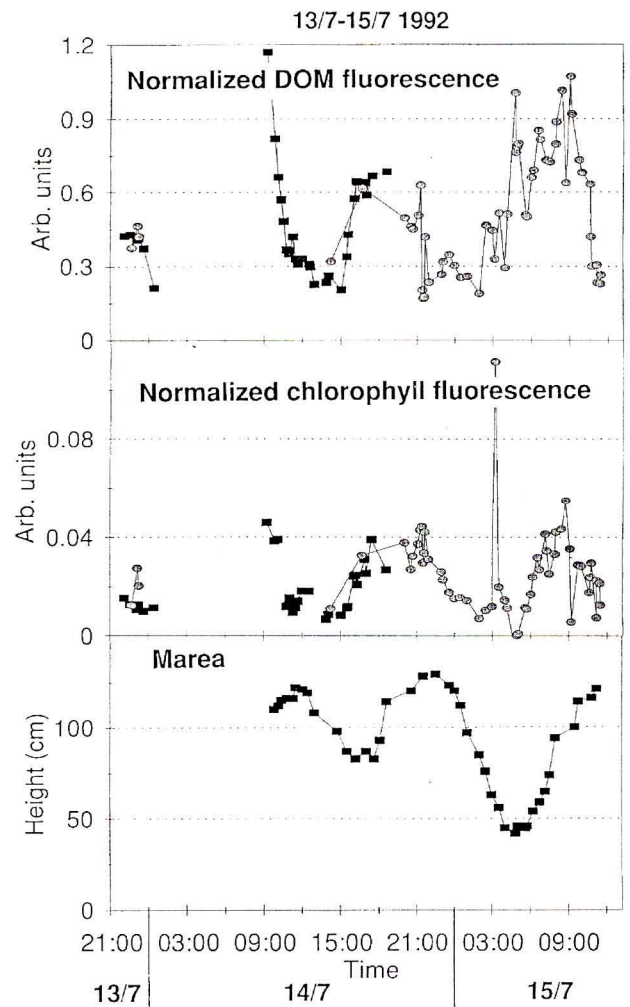 13/7-15/7 1992
1.2
Normalized DOM fluorescence
0.9
0.6
0.3
0
Arb. units
Normalized chlorophyll fluorescence
0.08
0.04
0
Arb. units
Marea
100
50
0
Height (cm)
21:00 03:00 09:00 15:00 21:00 03:00 09:00
Time
13/7 14/7 15/7